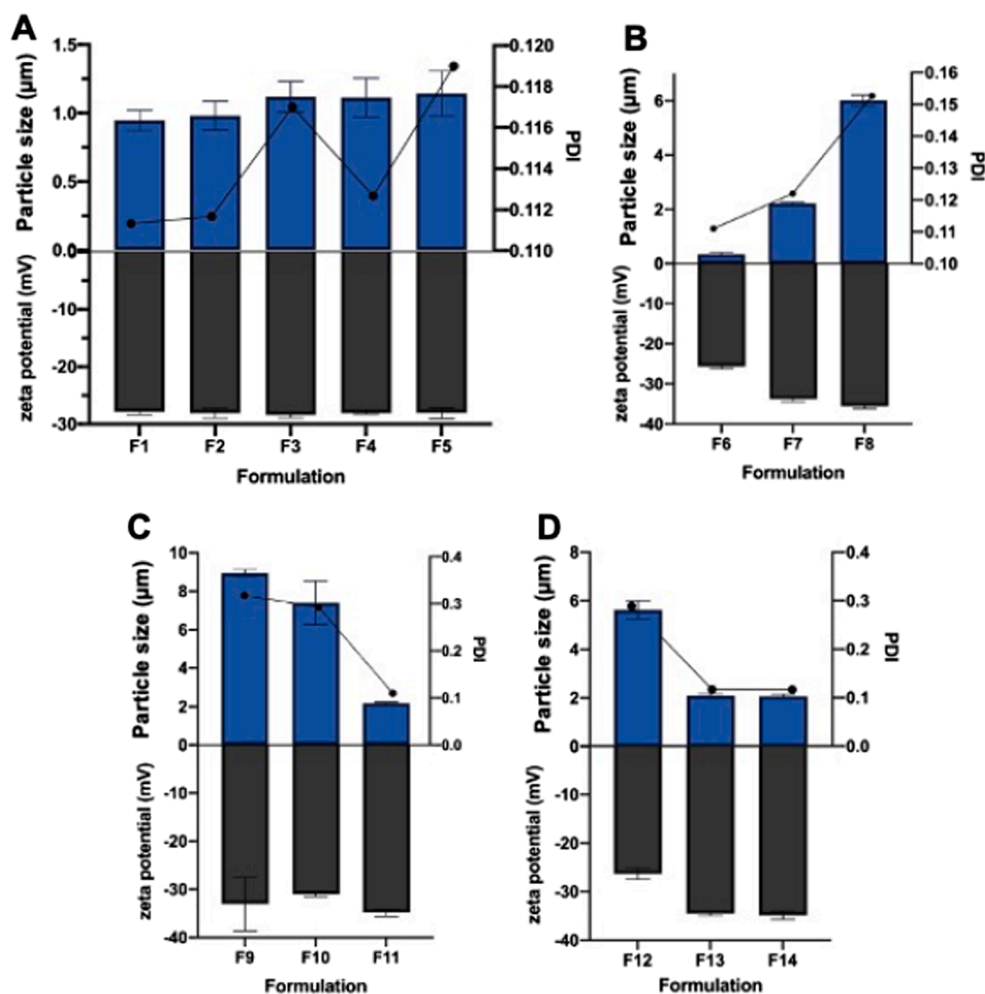 A
Particle size (μm)
1.5
1.0
0.5
0.0
zeta potential (mV)
-10
-20
-30
0.120
0.118
0.116
0.114
0.112
0.110
PDI
F1 F2 F3 F4 F5
Formulation
B
Particle size (μm)
6
4
2
0
zeta potential (mV)
-10
-20
-30
-40
0.16
0.15
0.14
0.13
0.12
0.11
0.10
PDI
F6 F7 F8
Formulation
C
Particle size (μm)
10
8
6
4
2
0
zeta potential (mV)
-10
-20
-30
-40
0.4
0.3
0.2
0.1
0.0
PDI
F9 F10 F11
Formulation
D
Particle size (μm)
8
6
4
2
0
zeta potential (mV)
-10
-20
-30
-40
0.4
0.3
0.2
0.1
0.0
PDI
F12 F13 F14
Formulation